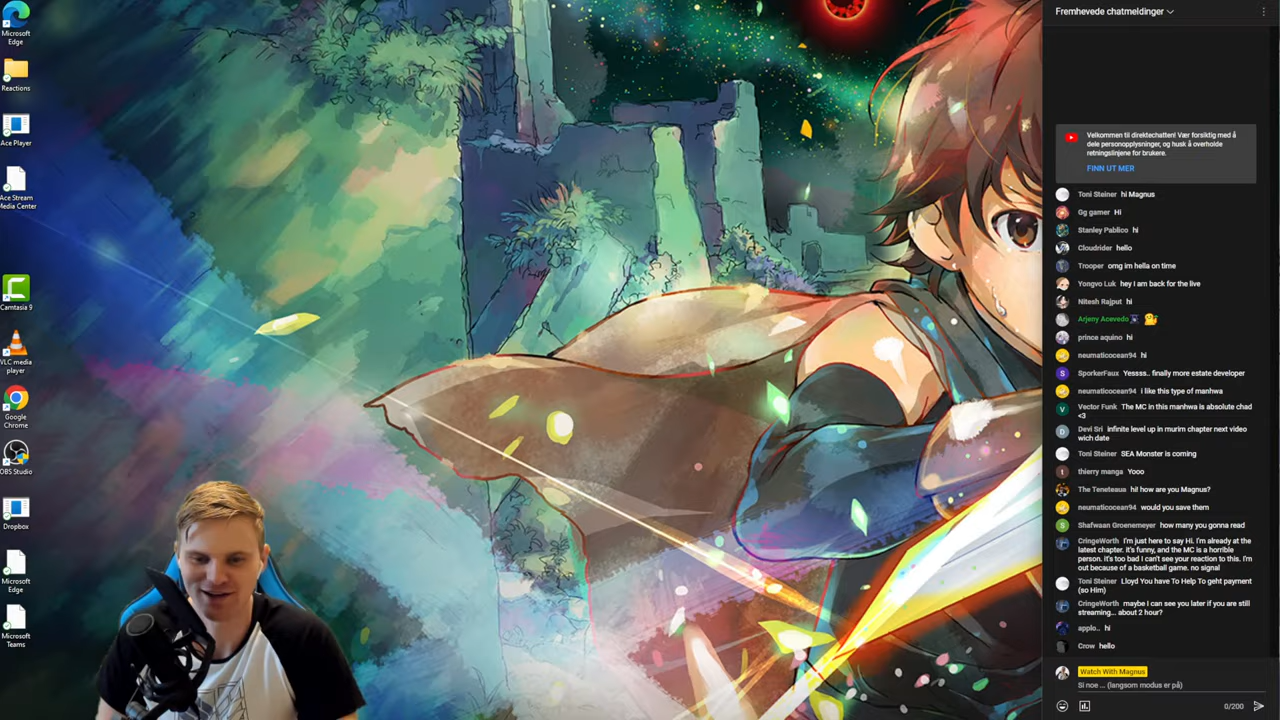 Microsoft
Edge
Reactions
Ace Player
Ace Stream
Media Center
Camtasia 9
VLC media
player
Google
Chrome
OBS Studio
Dropbox
Microsoft
Edge
Microsoft
Teams
Fremhevede chatmeldinger
Velkommen til direktechatten! Vær forsiktig med å
dele personopplysninger, og husk å overholde
retningslinjene for brukere.
FINN UT MER
Toni Steiner hi Magnus
Gg gamer Hi
Stanley Pablico hi
Cloudrider hello
Trooper omg im hella on time
Yongvo Luk hey I am back for the live
Nitesh Rajput hi
Arjeny Acevedo
prince aquino hi
neumaticocean94 hi
S
SporkerFaux Yessss.. finally more estate developer
neumaticocean94 i like this type of manhwa
V
Vector Funk The MC in this manhwa is absolute chad
<3
D
Devi Sri infinite level up in murim chapter next video
wich date
Toni Steiner SEA Monster is coming
t
thierry manga Yooo
The Teneteaua hi! how are you Magnus?
neumaticocean94 would you save them
S
Shafwaan Groenemeyer how many you gonna read
CringeWorth I'm just here to say Hi. I'm already at the
latest chapter. it's funny, and the MC is a horrible
person. it's too bad I can't see your reaction to this. I'm
out because of a basketball game. no signal
Toni Steiner Lloyd You have To Help To geht payment
(so Him)
CringeWorth maybe I can see you later if you are still
streaming... about 2 hour?
applo.. hi
Crow hello
Watch With Magnus
Si noe ... (langsom modus er på)
0/200